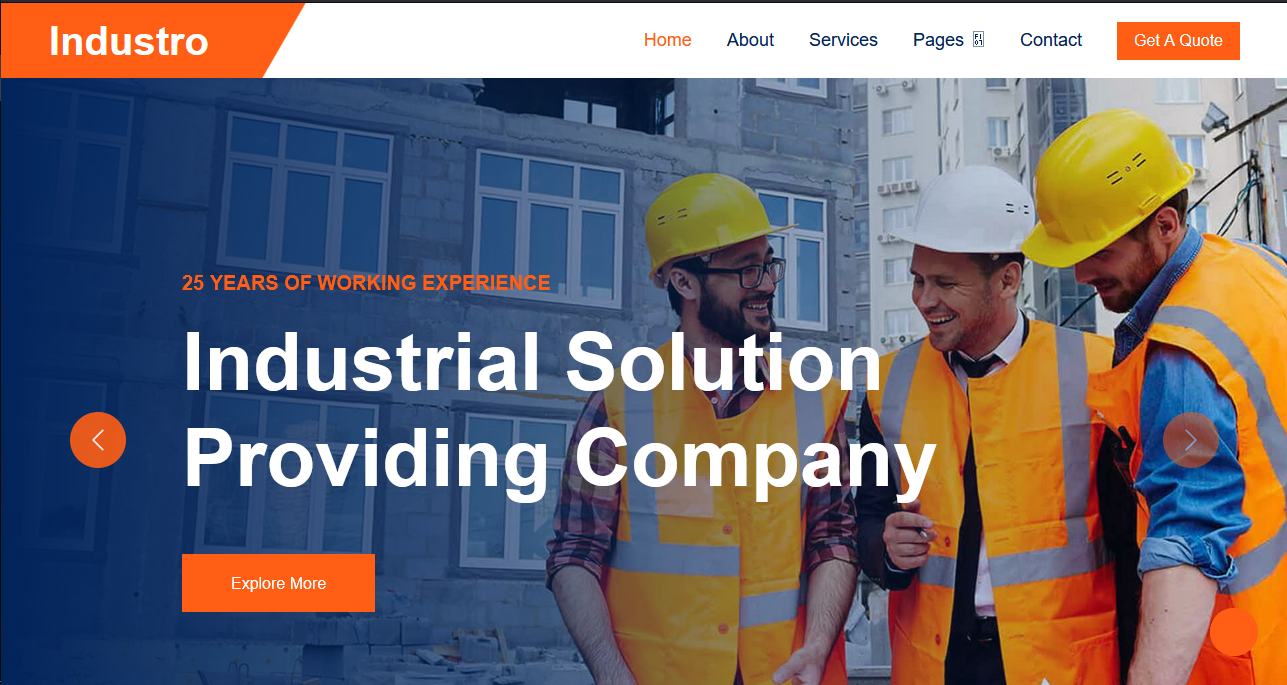 Industro
Home About Services Pages Contact Get A Quote
25 YEARS OF WORKING EXPERIENCE
Industrial Solution
Providing Company
Explore More